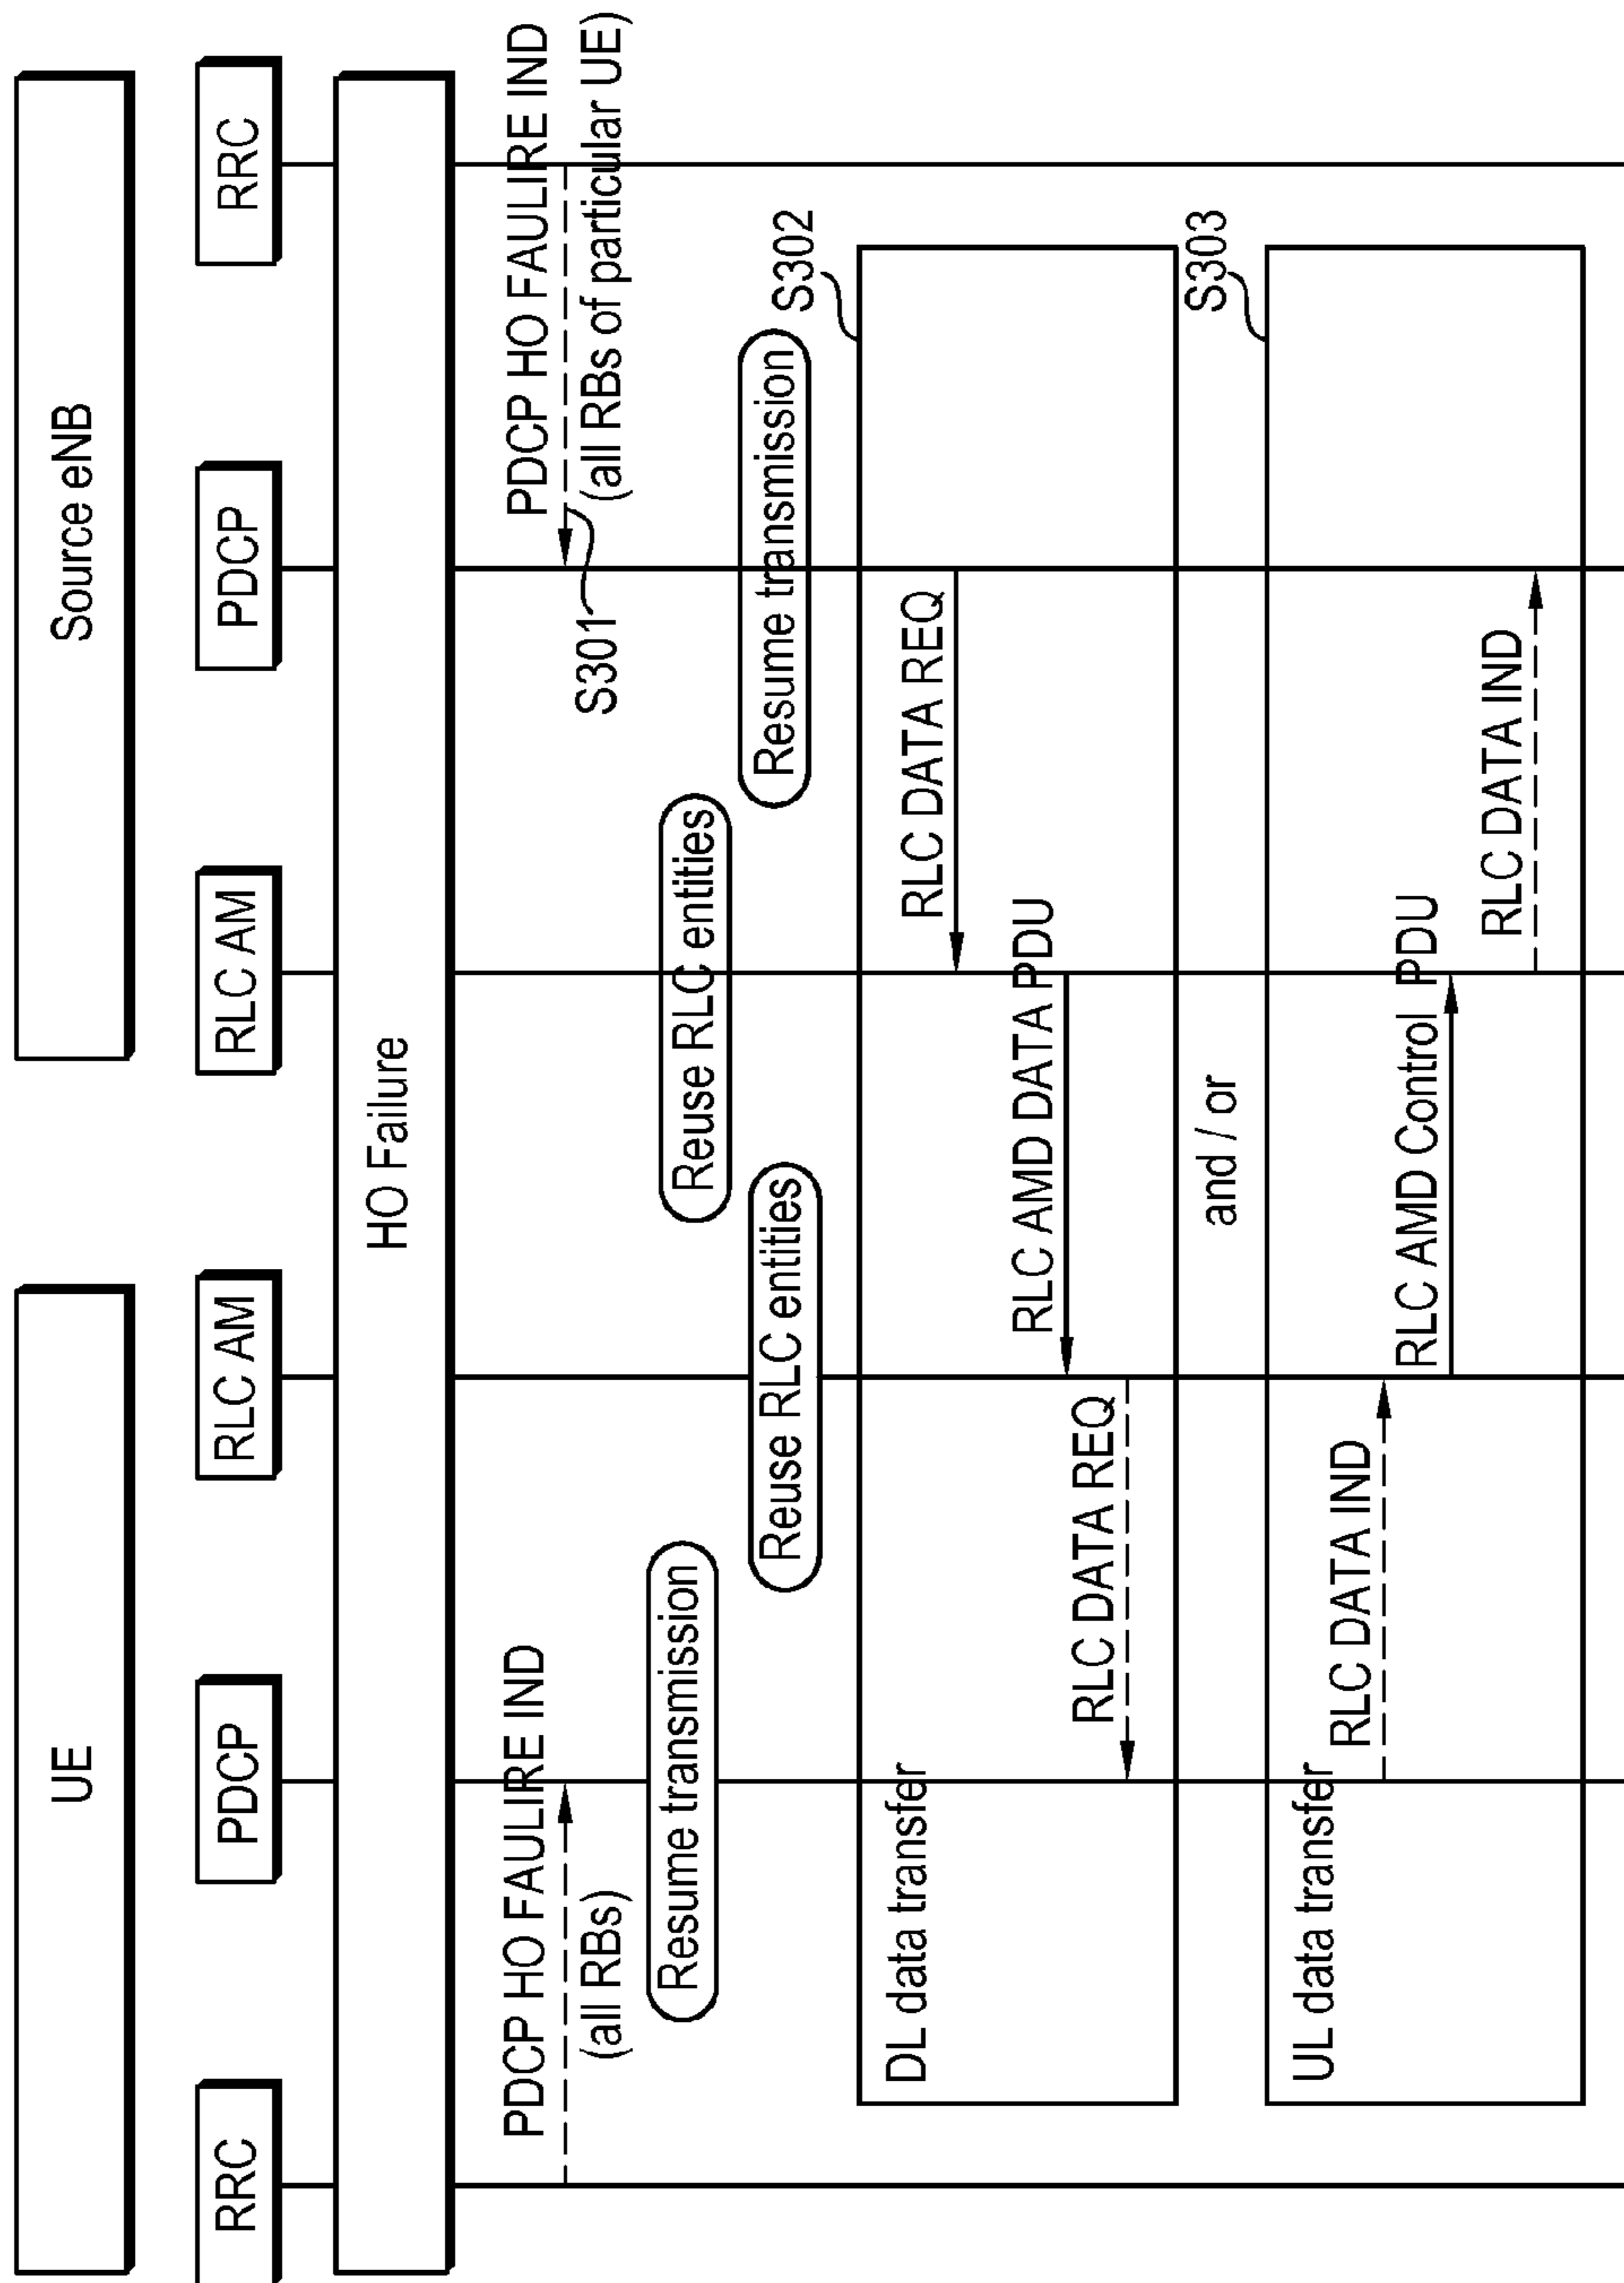 UE
Source eNB
RRC
PDCP
RLC AM
RLC AM
PDCP
RRC
HO Failure
PDCP HO FAULIRE IND
(all RBs)
PDCP HO FAULIRE IND
(all RBs of particular UE)
S301
Resume transmission
Reuse RLC entities
Reuse RLC entities
Resume transmission
S302
DL data transfer
RLC DATA REQ
RLC AMD DATA PDU
RLC DATA REQ
and / or
S303
UL data transfer
RLC DATA IND
RLC AMD Control PDU
RLC DATA IND